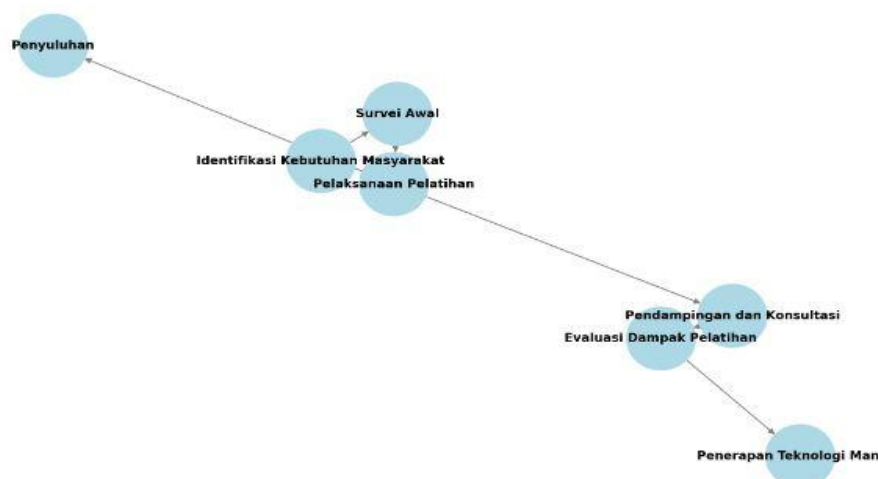 Penyuluhan
Survei Awal
Identifikasi Kebutuhan Masyarakat
Pelaksanaan Pelatihan
Pendampingan dan Konsultasi
Evaluasi Dampak Pelatihan
Penerapan Teknologi Man